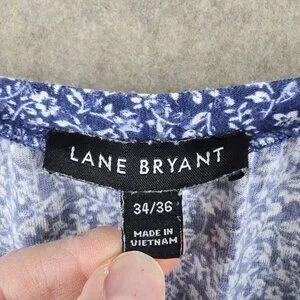 LANE BRYANT
34/36
MADE IN
VIETNAM